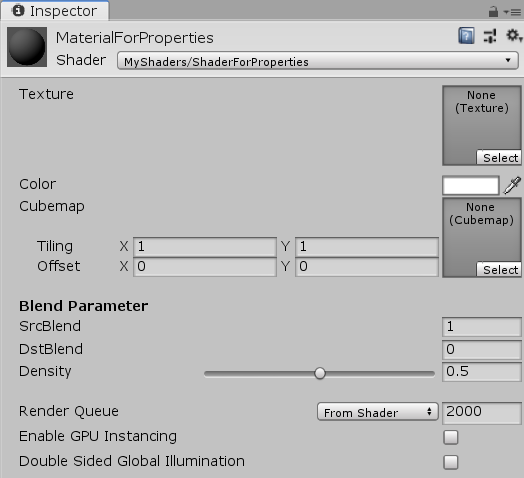 Inspector
MaterialForProperties
Shader MyShaders/ShaderForProperties
Texture
None
(Texture)
Select
Color
Cubemap
None
(Cubemap)
Tiling X 1 Y 1
Offset X 0 Y 0
Select
Blend Parameter
SrcBlend 1
DstBlend 0
Density 0.5
Render Queue From Shader 2000
Enable GPU Instancing
Double Sided Global Illumination